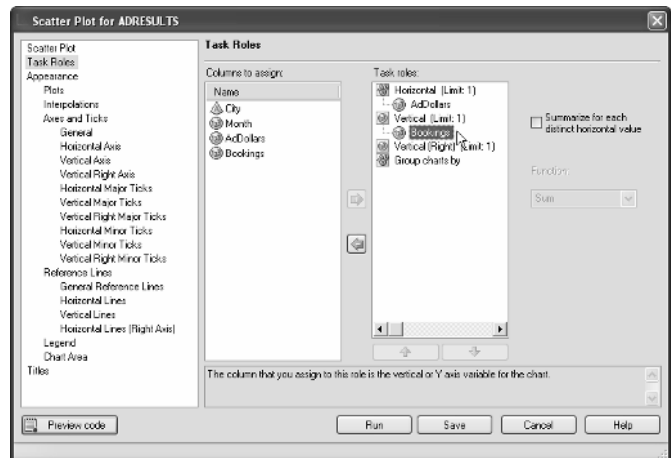 Scatter Plot for ADRESULTS
Scatter Plot
Task Roles
Appearance
Plots
Interpolations
Axes and Ticks
General
Horizontal Axis
Vertical Axis
Vertical Right Axis
Horizontal Major Ticks
Vertical Major Ticks
Vertical Right Major Ticks
Horizontal Minor Ticks
Vertical Minor Ticks
Vertical Right Minor Ticks
Reference Lines
General Reference Lines
Horizontal Lines
Vertical Lines
Horizontal Lines (Right Axis)
Legend
Chart Area
Titles
Task Roles
Columns to assign:
Name
City
Month
AdDollars
Bookings
Task roles:
Horizontal (Limit: 1)
AdDollars
Vertical (Limit: 1)
Bookings
Vertical (Right) (Limit: 1)
Group charts by
Summarize for each
distinct horizontal value
Function:
Sum
The column that you assign to this role is the vertical or Y axis variable for the chart.
Preview code
Run
Save
Cancel
Help